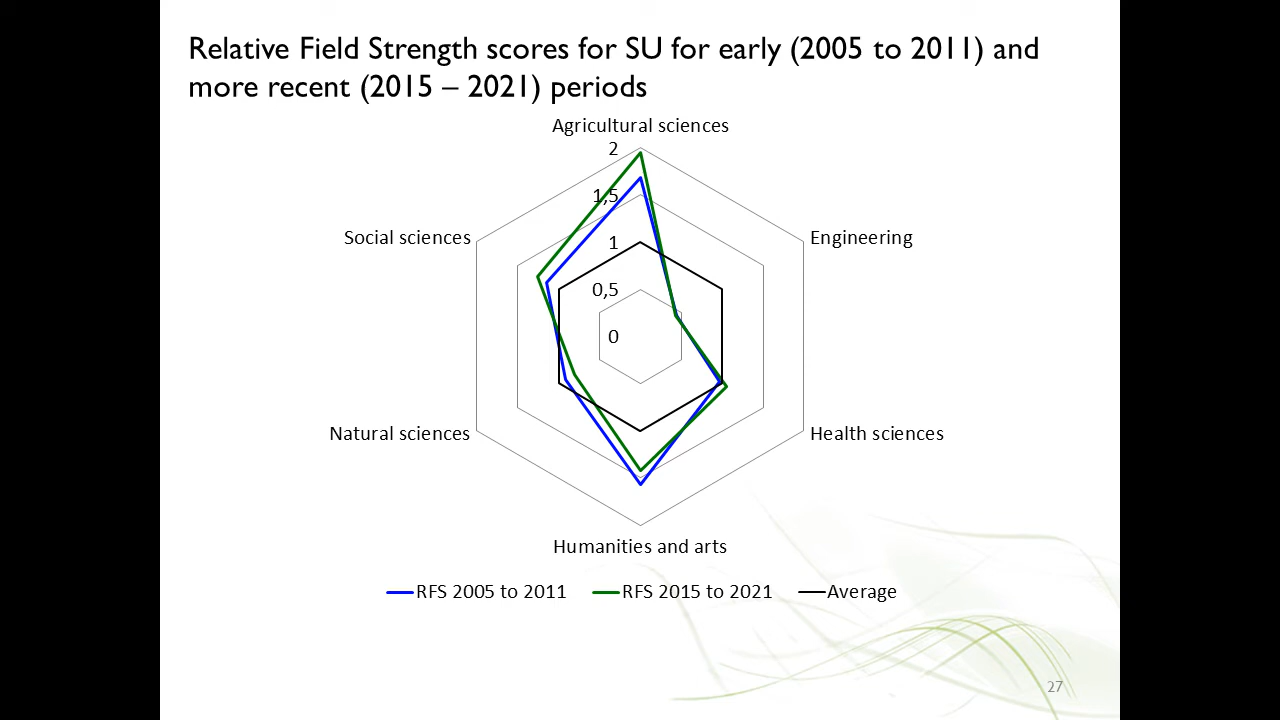 Relative Field Strength scores for SU for early (2005 to 2011) and
more recent (2015 – 2021) periods
Agricultural sciences
2
1,5
Social sciences
Engineering
1
0,5
0
Natural sciences
Health sciences
Humanities and arts
RFS 2005 to 2011
RFS 2015 to 2021
Average
27